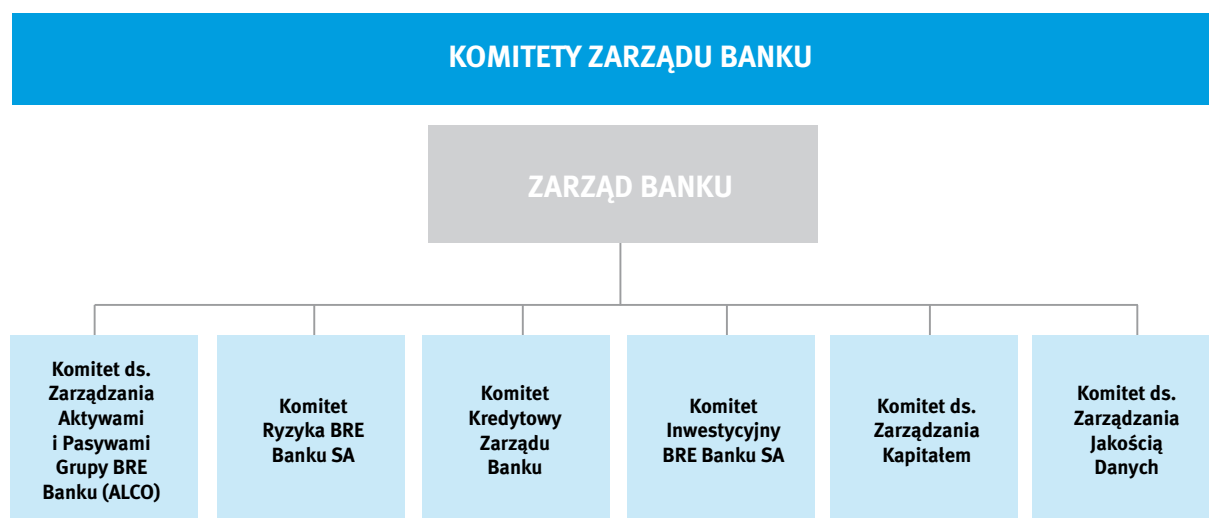 KOMITETY ZARZĄDU BANKU
ZARZĄD BANKU
Komitet ds.
Zarządzania
Aktywami
i Pasywami
Grupy BRE
Banku (ALCO)
Komitet
Ryzyka BRE
Banku SA
Komitet
Kredytowy
Zarządu
Banku
Komitet
Inwestycyjny
BRE Banku SA
Komitet ds.
Zarządzania
Kapitałem
Komitet ds.
Zarządzania
Jakością
Danych